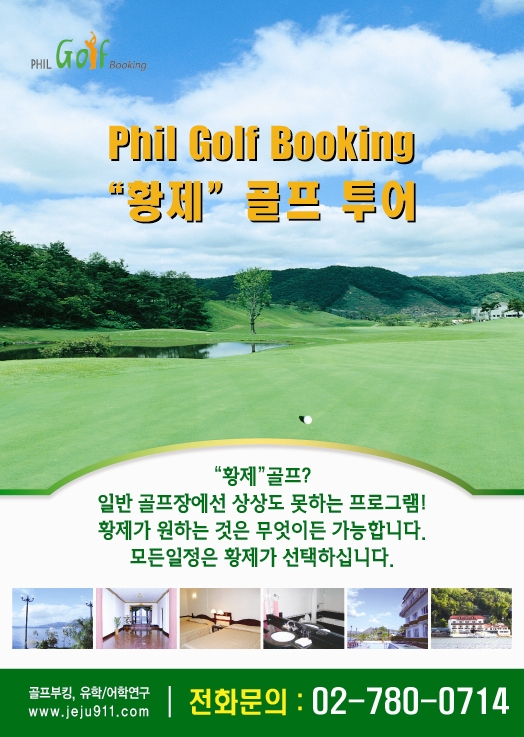 PHIL Golf Booking
Phil Golf Booking
“황제” 골프 투어
“황제”골프?
일반 골프장에선 상상도 못하는 프로그램!
황제가 원하는 것은 무엇이든 가능합니다.
모든일정은 황제가 선택하십니다.
골프부킹, 유학/어학연구
www.jeju911.com
전화문의 : 02-780-0714